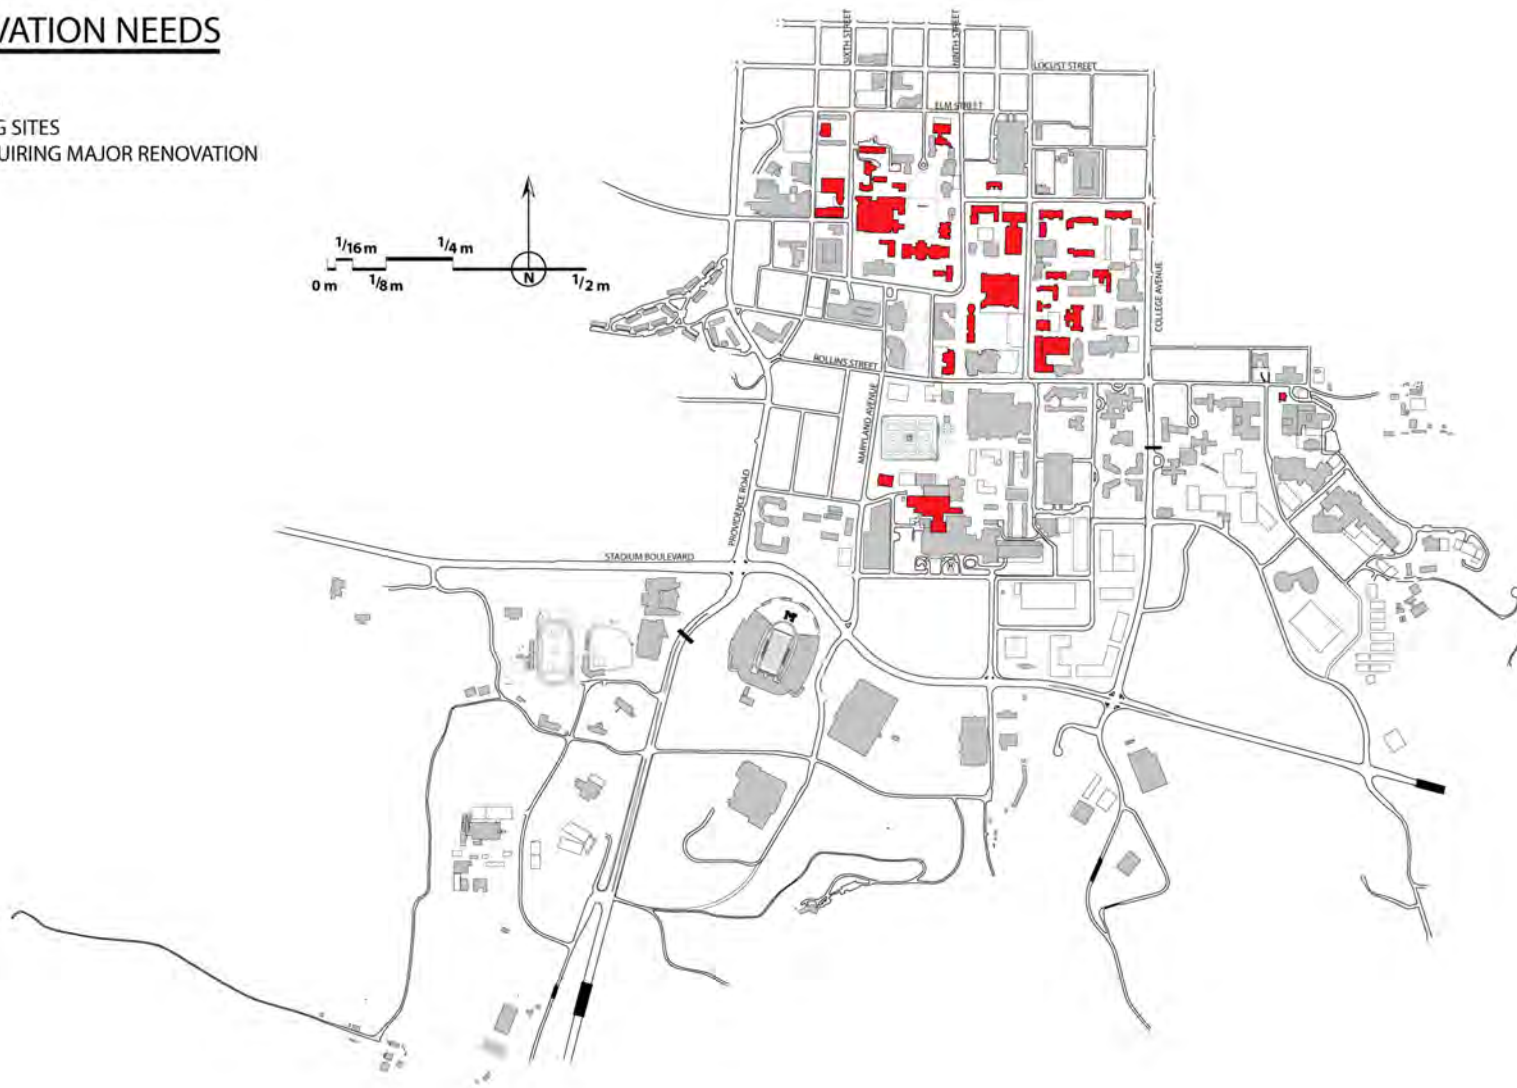 VATION NEEDS
G SITES
UIRING MAJOR RENOVATION
SIXTH STREET
NINTH STREET
LOCUST STREET
ELM STREET
1/16 m
1/4 m
0 m
1/8 m
N
1/2 m
COLLEGE AVENUE
ROLLINS STREET
MARYLAND AVENUE
PROVIDENCE ROAD
STADIUM BOULEVARD
M